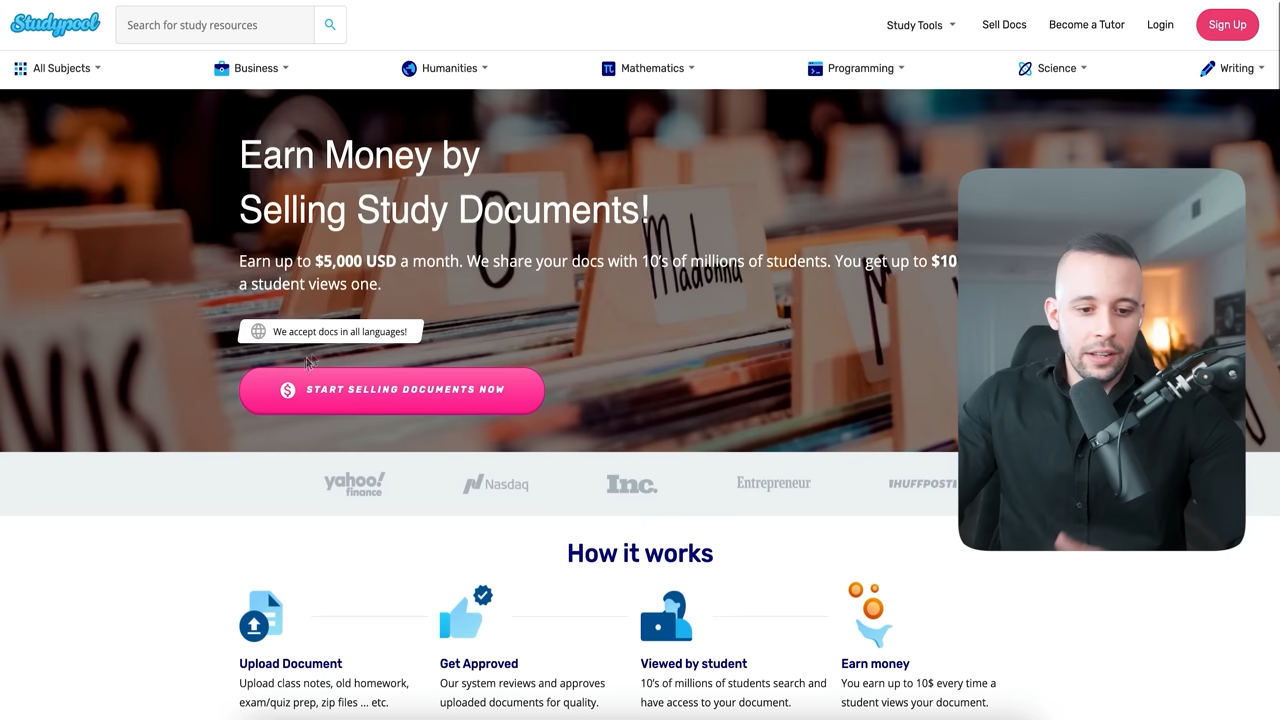 Studypool
Search for study resources
Study Tools
Sell Docs
Become a Tutor
Login
Sign Up
All Subjects
Business
Humanities
Mathematics
Programming
Science
Writing
Earn Money by
Selling Study Documents!
Earn up to $5,000 USD a month. We share your docs with 10's of millions of students. You get up to $10
a student views one.
We accept docs in all languages!
START SELLING DOCUMENTS NOW
O
Madonna
M
yahoo!
finance
Nasdaq
Inc.
Entrepreneur
IHUFFPOST
How it works
Upload Document
Upload class notes, old homework,
exam/quiz prep, zip files ... etc.
Get Approved
Our system reviews and approves
uploaded documents for quality.
Viewed by student
10's of millions of students search and
have access to your document.
Earn money
You earn up to 10$ every time a
student views your document.